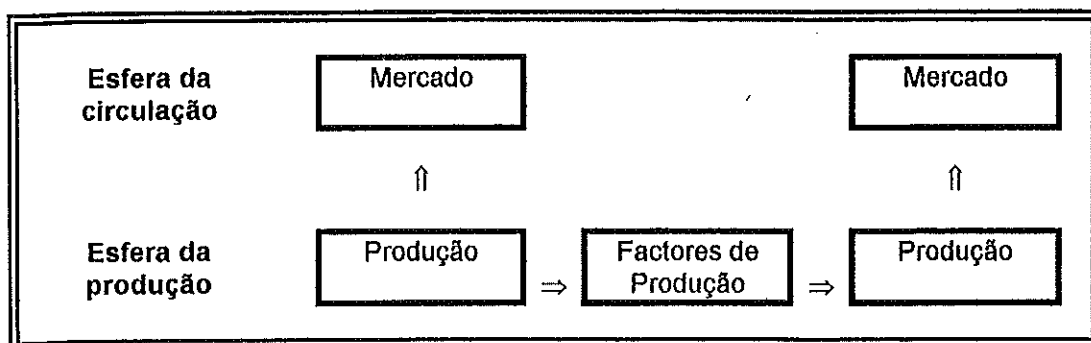 Esfera da
circulação
Mercado
Mercado
⇑
⇑
Esfera da
produção
Produção
⇒
Factores de
Produção
⇒
Produção